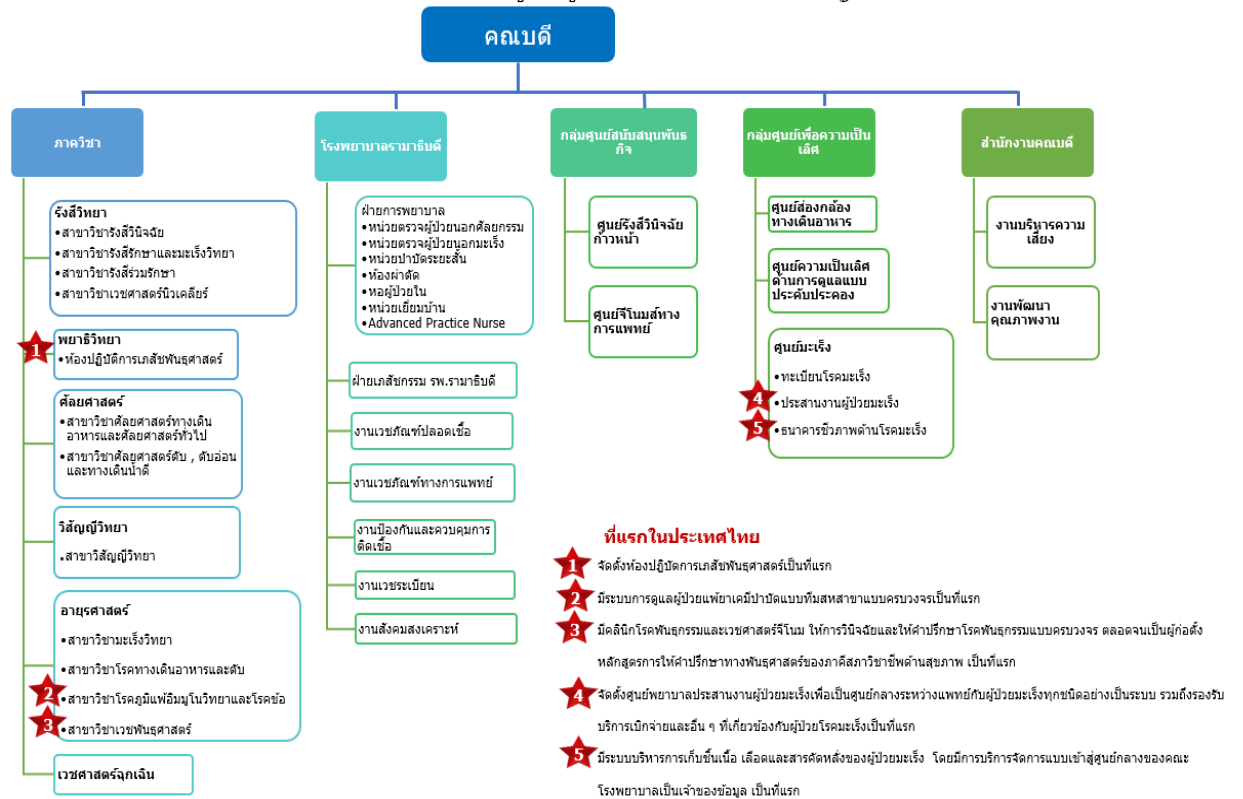 คณบดี
ภาควิชา
โรงพยาบาลรามาธิบดี
กลุ่มศูนย์สนับสนุนพันธ
กิจ
กลุ่มศูนย์เพื่อความเป็น
เลิศ
สำนักงานคณบดี
รังสีวิทยา
•สาขาวิชารังสีวินิจฉัย
•สาขาวิชารังสีรักษาและมะเร็งวิทยา
•สาขาวิชารังสีร่วมรักษา
•สาขาวิชาเวชศาสตร์นิวเคลียร์
1
พยาธิวิทยา
•ห้องปฏิบัติการเภสัชพันธุศาสตร์
ศัลยศาสตร์
•สาขาวิชาศัลยศาสตร์ทางเดิน
อาหารและศัลยศาสตร์ทั่วไป
•สาขาวิชาศัลยศาสตร์ตับ , ตับอ่อน
และทางเดินน้ำดี
วิสัญญีวิทยา
.สาขาวิสัญญีวิทยา
อายุรศาสตร์
•สาขาวิชามะเร็งวิทยา
•สาขาวิชาโรคทางเดินอาหารและตับ
2 •สาขาวิชาโรคภูมิแพ้อิมมูโนวิทยาและโรคข้อ
3 •สาขาวิชาเวชพันธุศาสตร์
เวชศาสตร์ฉุกเฉิน
ฝ่ายการพยาบาล
•หน่วยตรวจผู้ป่วยนอกศัลยกรรม
•หน่วยตรวจผู้ป่วยนอกมะเร็ง
•หน่วยบำบัดระยะสั้น
•ห้องผ่าตัด
•หอผู้ป่วยใน
•หน่วยเยี่ยมบ้าน
•Advanced Practice Nurse
ฝ่ายเภสัชกรรม รพ.รามาธิบดี
งานเวชภัณฑ์ปลอดเชื้อ
งานเวชภัณฑ์ทางการแพทย์
งานป้องกันและควบคุมการ
ติดเชื้อ
งานเวชระเบียน
งานสังคมสงเคราะห์
ศูนย์รังสีวินิจฉัย
ก้าวหน้า
ศูนย์จีโนมส์ทาง
การแพทย์
ศูนย์ส่องกล้อง
ทางเดินอาหาร
ศูนย์ความเป็นเลิศ
ด้านการดูแลแบบ
ประคับประคอง
ศูนย์มะเร็ง
•ทะเบียนโรคมะเร็ง
4 •ประสานงานผู้ป่วยมะเร็ง
5 •ธนาคารชีวภาพด้านโรคมะเร็ง
งานบริหารความ
เสี่ยง
งานพัฒนา
คุณภาพงาน
ที่แรกในประเทศไทย
1 จัดตั้งห้องปฏิบัติการเภสัชพันธุศาสตร์เป็นที่แรก
2 มีระบบการดูแลผู้ป่วยแพ้ยาเคมีบำบัดแบบทีมสหสาขาแบบครบวงจรเป็นที่แรก
3 มีคลินิกโรคพันธุกรรมและเวชศาสตร์จีโนม ให้การวินิจฉัยและให้คำปรึกษาโรคพันธุกรรมแบบครบวงจร ตลอดจนเป็นผู้ก่อตั้ง
หลักสูตรการให้คำปรึกษาทางพันธุศาสตร์ของภาคีสภาวิชาชีพด้านสุขภาพ เป็นที่แรก
4 จัดตั้งศูนย์พยาบาลประสานงานผู้ป่วยมะเร็งเพื่อเป็นศูนย์กลางระหว่างแพทย์กับผู้ป่วยมะเร็งทุกชนิดอย่างเป็นระบบ รวมถึงรองรับ
บริการเบิกจ่ายและอื่น ๆ ที่เกี่ยวข้องกับผู้ป่วยโรคมะเร็งเป็นที่แรก
5 มีระบบบริหารการเก็บชิ้นเนื้อ เลือดและสารคัดหลั่งของผู้ป่วยมะเร็ง โดยมีการบริการจัดการแบบเข้าสู่ศูนย์กลางของคณะ
โรงพยาบาลเป็นเจ้าของข้อมูล เป็นที่แรก